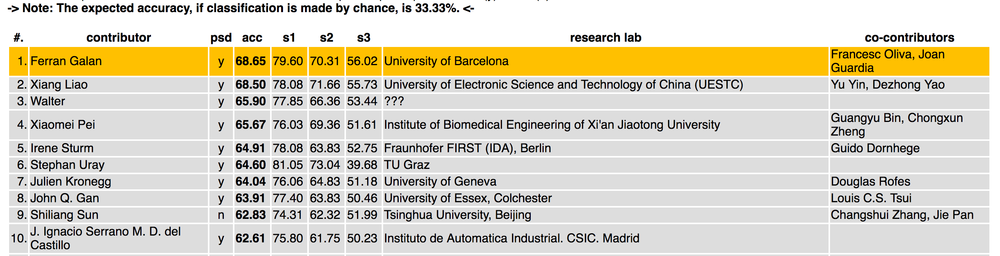 -> Note: The expected accuracy, if classification is made by chance, is 33.33%. <-
#. contributor psd acc s1 s2 s3 research lab co-contributors
1. Ferran Galan y 68.65 79.60 70.31 56.02 University of Barcelona Francesc Oliva, Joan
Guardia
2. Xiang Liao y 68.50 78.08 71.66 55.73 University of Electronic Science and Technology of China (UESTC) Yu Yin, Dezhong Yao
3. Walter y 65.90 77.85 66.36 53.44 ???
4. Xiaomei Pei y 65.67 76.03 69.36 51.61 Institute of Biomedical Engineering of Xi'an Jiaotong University Guangyu Bin, Chongxun
Zheng
5. Irene Sturm y 64.91 78.08 63.83 52.75 Fraunhofer FIRST (IDA), Berlin Guido Dornhege
6. Stephan Uray y 64.60 81.05 73.04 39.68 TU Graz
7. Julien Kronegg y 64.04 76.06 64.83 51.18 University of Geneva Douglas Rofes
8. John Q. Gan y 63.91 77.40 63.83 50.46 University of Essex, Colchester Louis C.S. Tsui
9. Shiliang Sun n 62.83 74.31 62.32 51.99 Tsinghua University, Beijing Changshui Zhang, Jie Pan
10. J. Ignacio Serrano M. D. del
Castillo y 62.61 75.80 61.75 50.23 Instituto de Automatica Industrial. CSIC. Madrid